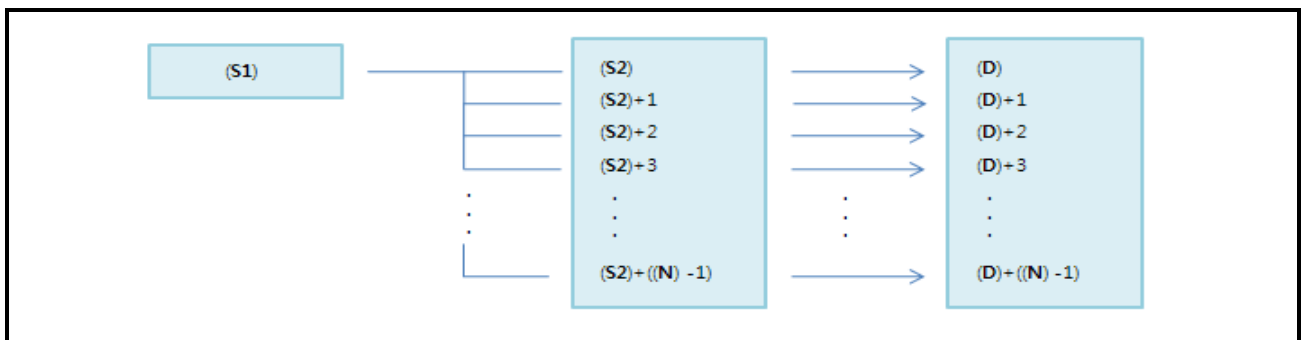 (S1) (S2) (D)
(S2)+1 (D)+1
(S2)+2 (D)+2
(S2)+3 (D)+3
(S2)+((N) -1) (D)+((N) -1)